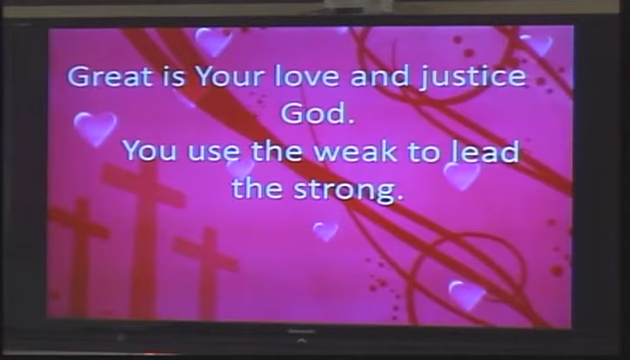 Great is Your love and justice
God.
You use the weak to lead
the strong.